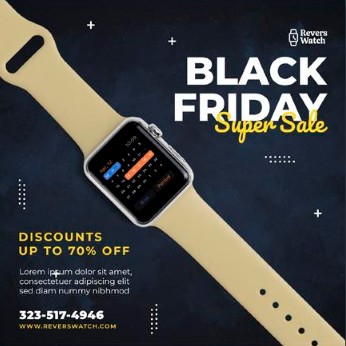 Revers
Watch
BLACK
FRIDAY
Super Sale
DISCOUNTS
UP TO 70% OFF
Lorem ipsum dolor sit amet,
consectetuer adipiscing elit
sed diam nummy nibhmod
323-517-4946
WWW.REVERSWATCH.COM